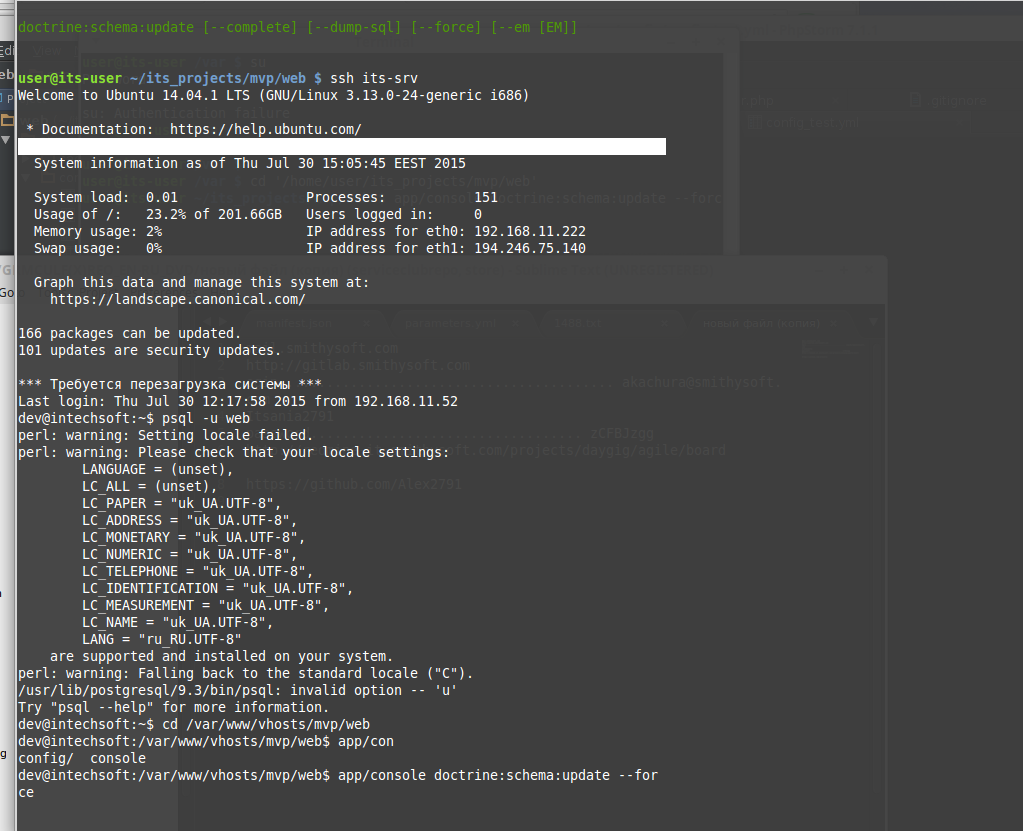 doctrine:schema:update [--complete] [--dump-sql] [--force] [--em [EM]]
user@its-user ~/its_projects/mvp/web $ ssh its-srv
Welcome to Ubuntu 14.04.1 LTS (GNU/Linux 3.13.0-24-generic i686)
* Documentation:  https://help.ubuntu.com/
System information as of Thu Jul 30 15:05:45 EEST 2015
System load:  0.01                Processes:           151
Usage of /:   23.2% of 201.66GB   Users logged in:     0
Memory usage: 2%                  IP address for eth0: 192.168.11.222
Swap usage:   0%                  IP address for eth1: 194.246.75.140
Graph this data and manage this system at:
https://landscape.canonical.com/
166 packages can be updated.
101 updates are security updates.
*** Требуется перезагрузка системы ***
Last login: Thu Jul 30 12:17:58 2015 from 192.168.11.52
dev@intechsoft:~$ psql -u web
perl: warning: Setting locale failed.
perl: warning: Please check that your locale settings:
LANGUAGE = (unset),
LC_ALL = (unset),
LC_PAPER = "uk_UA.UTF-8",
LC_ADDRESS = "uk_UA.UTF-8",
LC_MONETARY = "uk_UA.UTF-8",
LC_NUMERIC = "uk_UA.UTF-8",
LC_TELEPHONE = "uk_UA.UTF-8",
LC_IDENTIFICATION = "uk_UA.UTF-8",
LC_MEASUREMENT = "uk_UA.UTF-8",
LC_NAME = "uk_UA.UTF-8",
LANG = "ru_RU.UTF-8"
are supported and installed on your system.
perl: warning: Falling back to the standard locale ("C").
/usr/lib/postgresql/9.3/bin/psql: invalid option -- 'u'
Try "psql --help" for more information.
dev@intechsoft:~$ cd /var/www/vhosts/mvp/web
dev@intechsoft:/var/www/vhosts/mvp/web$ app/con
config/  console
dev@intechsoft:/var/www/vhosts/mvp/web$ app/console doctrine:schema:update --for
ce